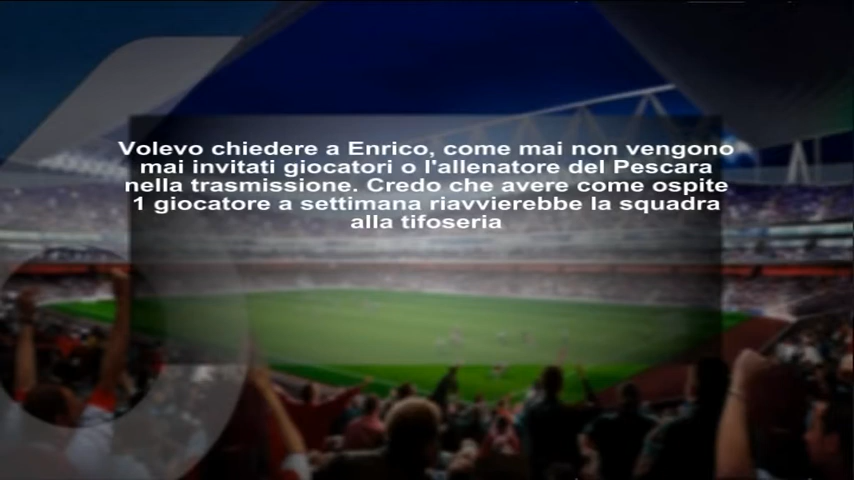 Volevo chiedere a Enrico, come mai non vengono
mai invitati giocatori o l'allenatore del Pescara
nella trasmissione. Credo che avere come ospite
1 giocatore a settimana riavvierebbe la squadra
alla tifoseria